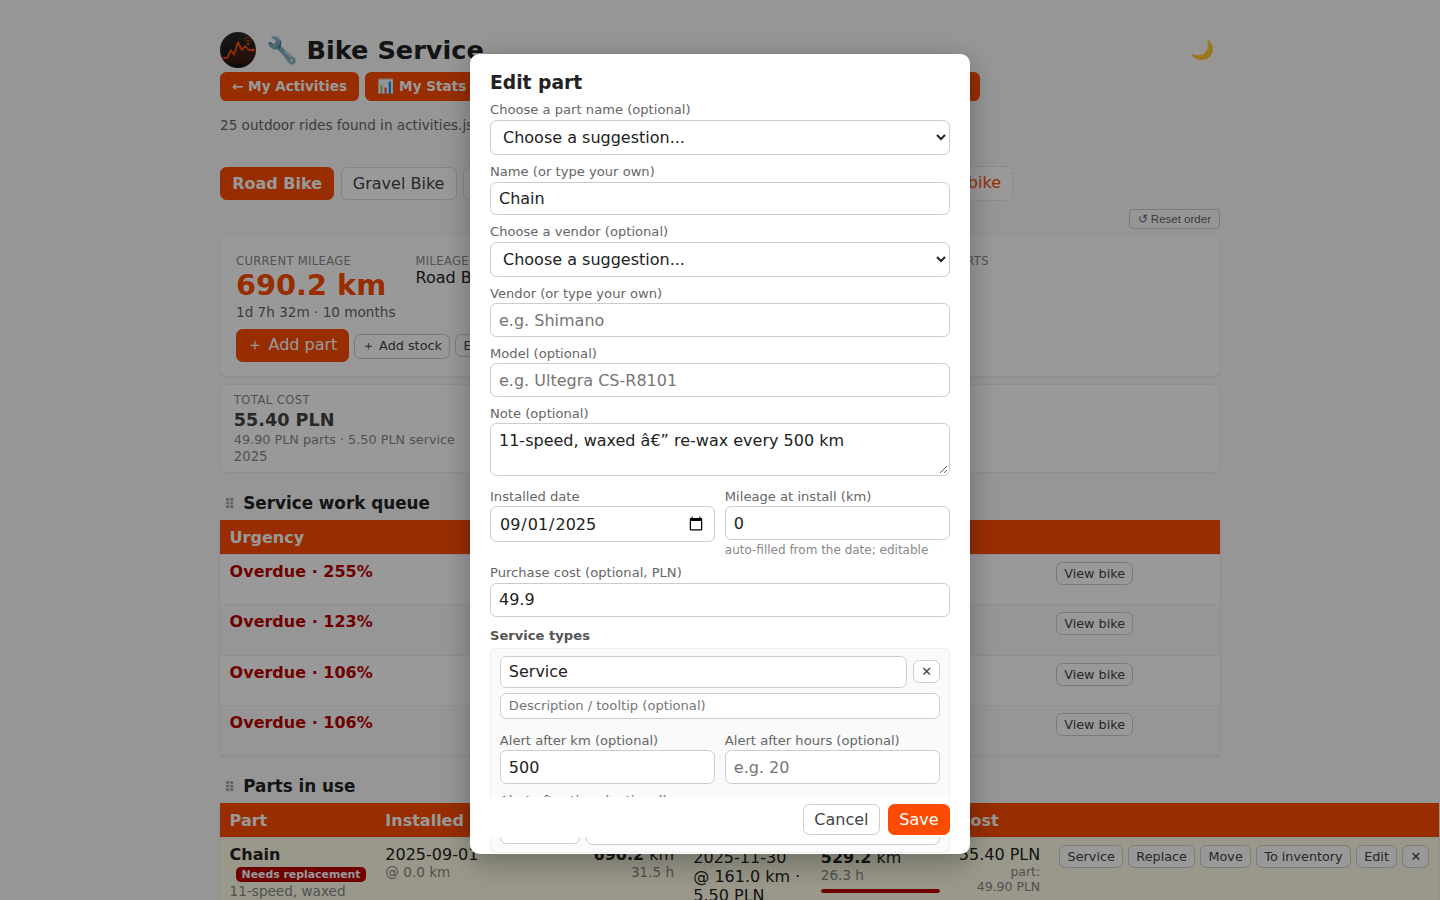 🔧 Bike Service
🌙
← My Activities
📊 My Stats
25 outdoor rides found in activities.js
Road Bike
Gravel Bike
bike
↺ Reset order
CURRENT MILEAGE
MILEAGE
RTS
690.2 km
Road B
1d 7h 32m · 10 months
+ Add part
+ Add stock
E
TOTAL COST
55.40 PLN
49.90 PLN parts · 5.50 PLN service
2025
Service work queue
Urgency
Overdue · 255%
View bike
Overdue · 123%
View bike
Overdue · 106%
View bike
Overdue · 106%
View bike
Parts in use
Part
Installed
ost
Chain
Needs replacement
11-speed, waxed
2025-09-01
@ 0.0 km
690.2 km
31.5 h
2025-11-30
@ 161.0 km ·
5.50 PLN
529.2 km
26.3 h
55.40 PLN
part:
49.90 PLN
Service
Replace
Move
To inventory
Edit
✕
Edit part
Choose a part name (optional)
Choose a suggestion...
Name (or type your own)
Chain
Choose a vendor (optional)
Choose a suggestion...
Vendor (or type your own)
e.g. Shimano
Model (optional)
e.g. Ultegra CS-R8101
Note (optional)
11-speed, waxed â€” re-wax every 500 km
Installed date
Mileage at install (km)
09/01/2025
0
auto-filled from the date; editable
Purchase cost (optional, PLN)
49.9
Service types
Service
✕
Description / tooltip (optional)
Alert after km (optional)
Alert after hours (optional)
500
e.g. 20
Cancel
Save